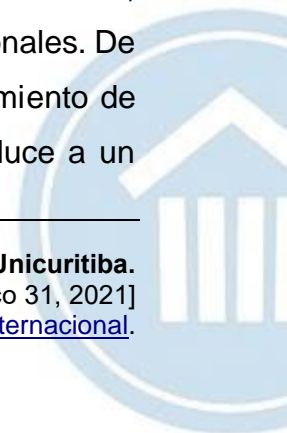 onales. De
miento de
luce a un
Unicuritiba.
o 31, 2021]
ternacional.